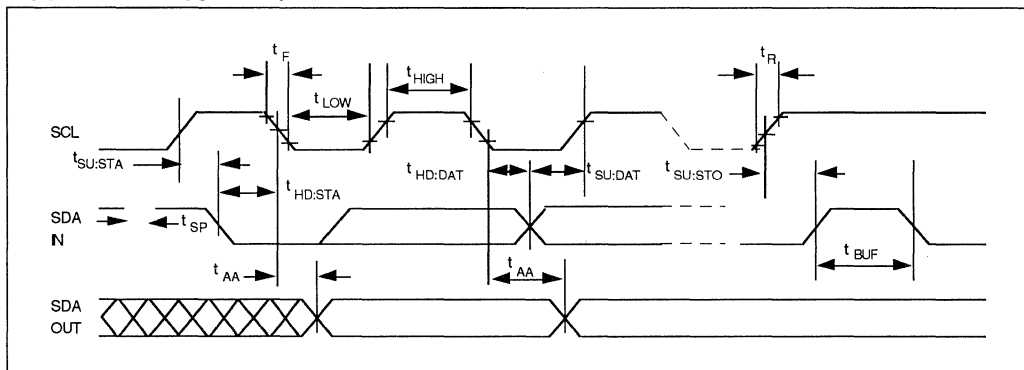 t F
t R
t HIGH
t LOW
SCL
t SU:STA
t HD:STA
t HD:DAT
t SU:DAT
t SU:STO
SDA
IN
t SP
t BUF
t AA
t AA
SDA
OUT